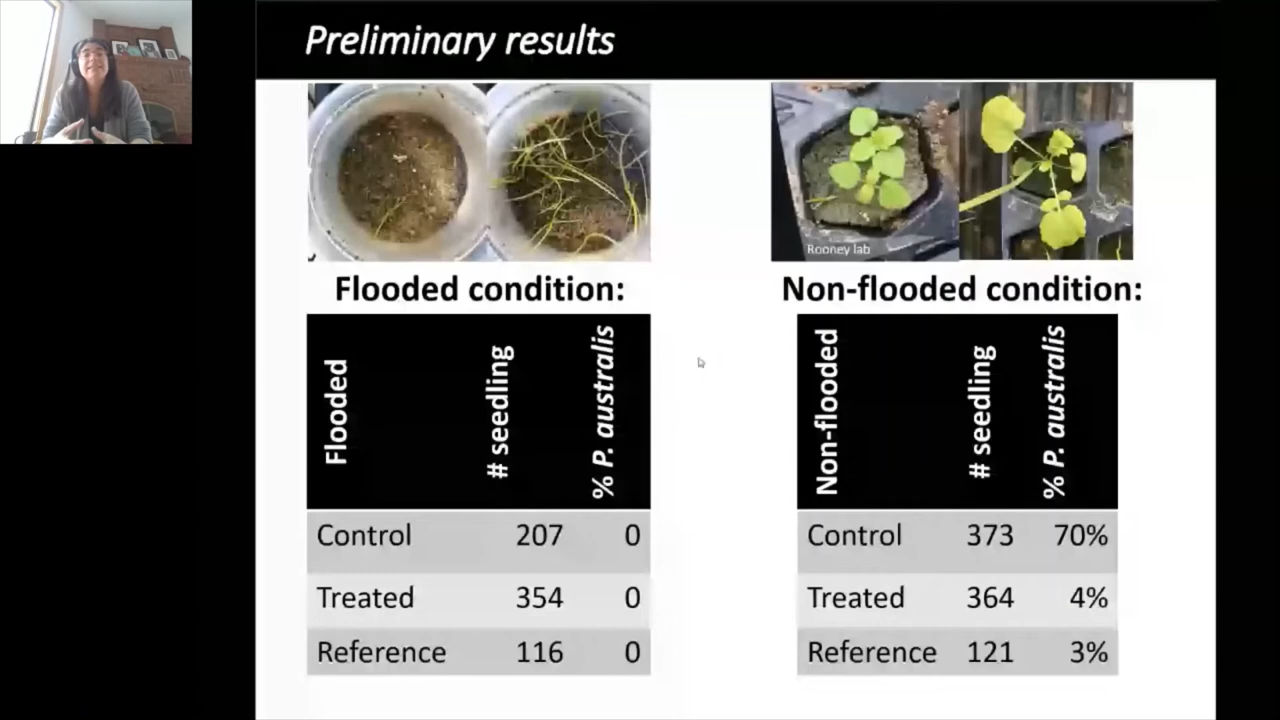 Preliminary results
Rooney lab
Flooded condition:
Flooded # seedling % P. australis
Control 207 0
Treated 354 0
Reference 116 0
Non-flooded condition:
Non-flooded # seedling % P. australis
Control 373 70%
Treated 364 4%
Reference 121 3%